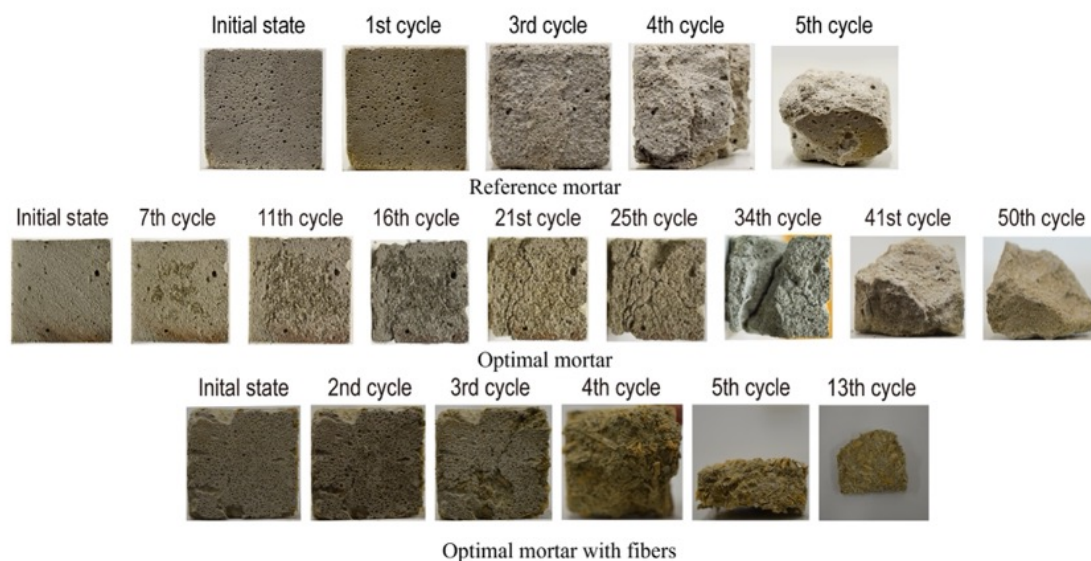 Initial state 1st cycle 3rd cycle 4th cycle 5th cycle
Reference mortar
Initial state 7th cycle 11th cycle 16th cycle 21st cycle 25th cycle 34th cycle 41st cycle 50th cycle
Optimal mortar
Inital state 2nd cycle 3rd cycle 4th cycle 5th cycle 13th cycle
Optimal mortar with fibers